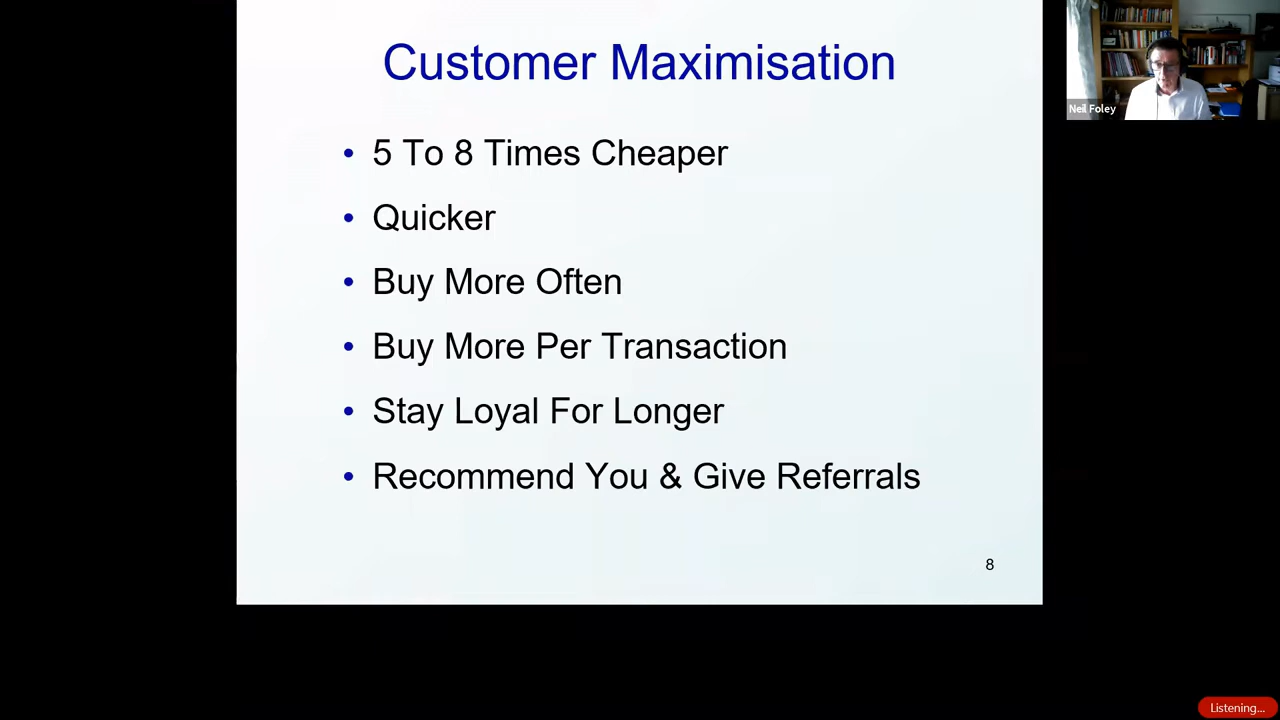 Customer Maximisation
• 5 To 8 Times Cheaper
• Quicker
• Buy More Often
• Buy More Per Transaction
• Stay Loyal For Longer
• Recommend You & Give Referrals
8
Neil Foley
Listening...